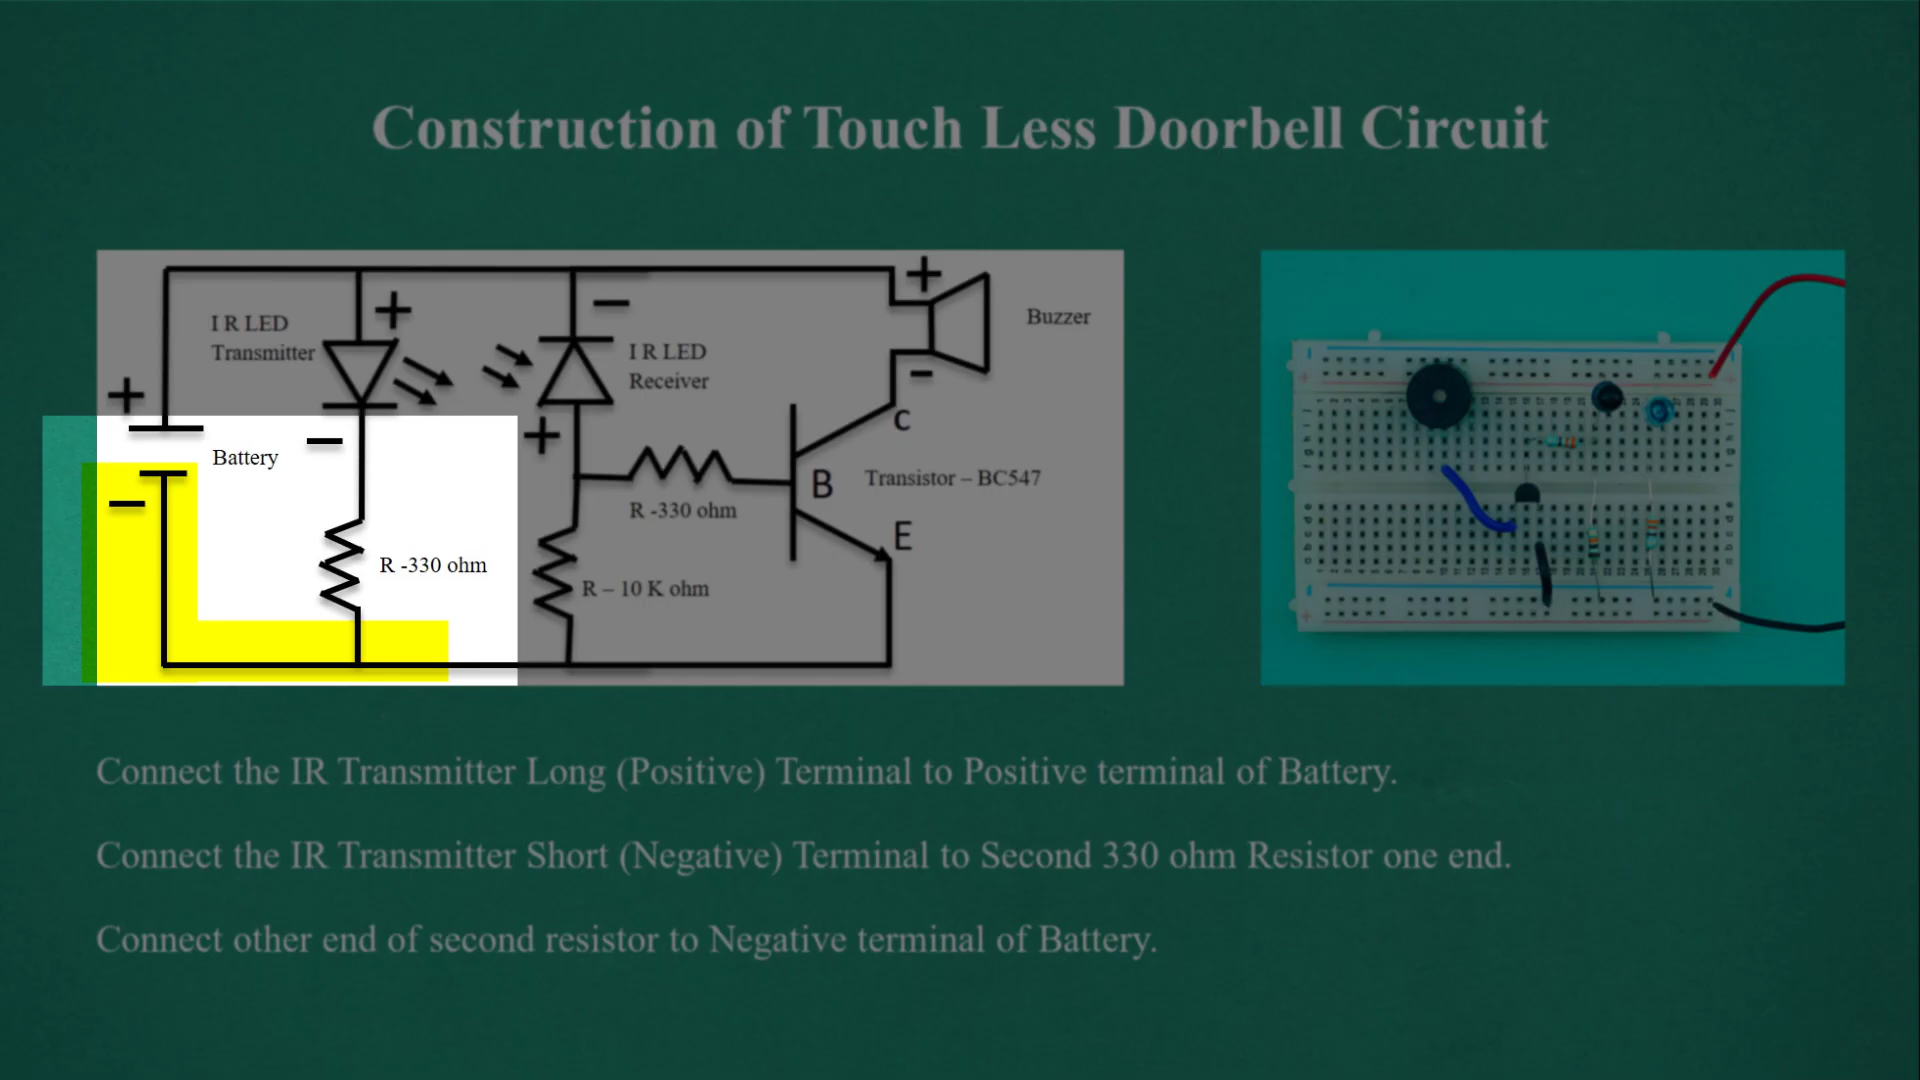 Construction of Touch Less Doorbell Circuit
+
I R LED
Transmitter
+
−
I R LED
Receiver
+
−
Buzzer
+
−
Battery
−
+
C
B
Transistor – BC547
R -330 ohm
E
R -330 ohm
R – 10 K ohm
Connect the IR Transmitter Long (Positive) Terminal to Positive terminal of Battery.
Connect the IR Transmitter Short (Negative) Terminal to Second 330 ohm Resistor one end.
Connect other end of second resistor to Negative terminal of Battery.